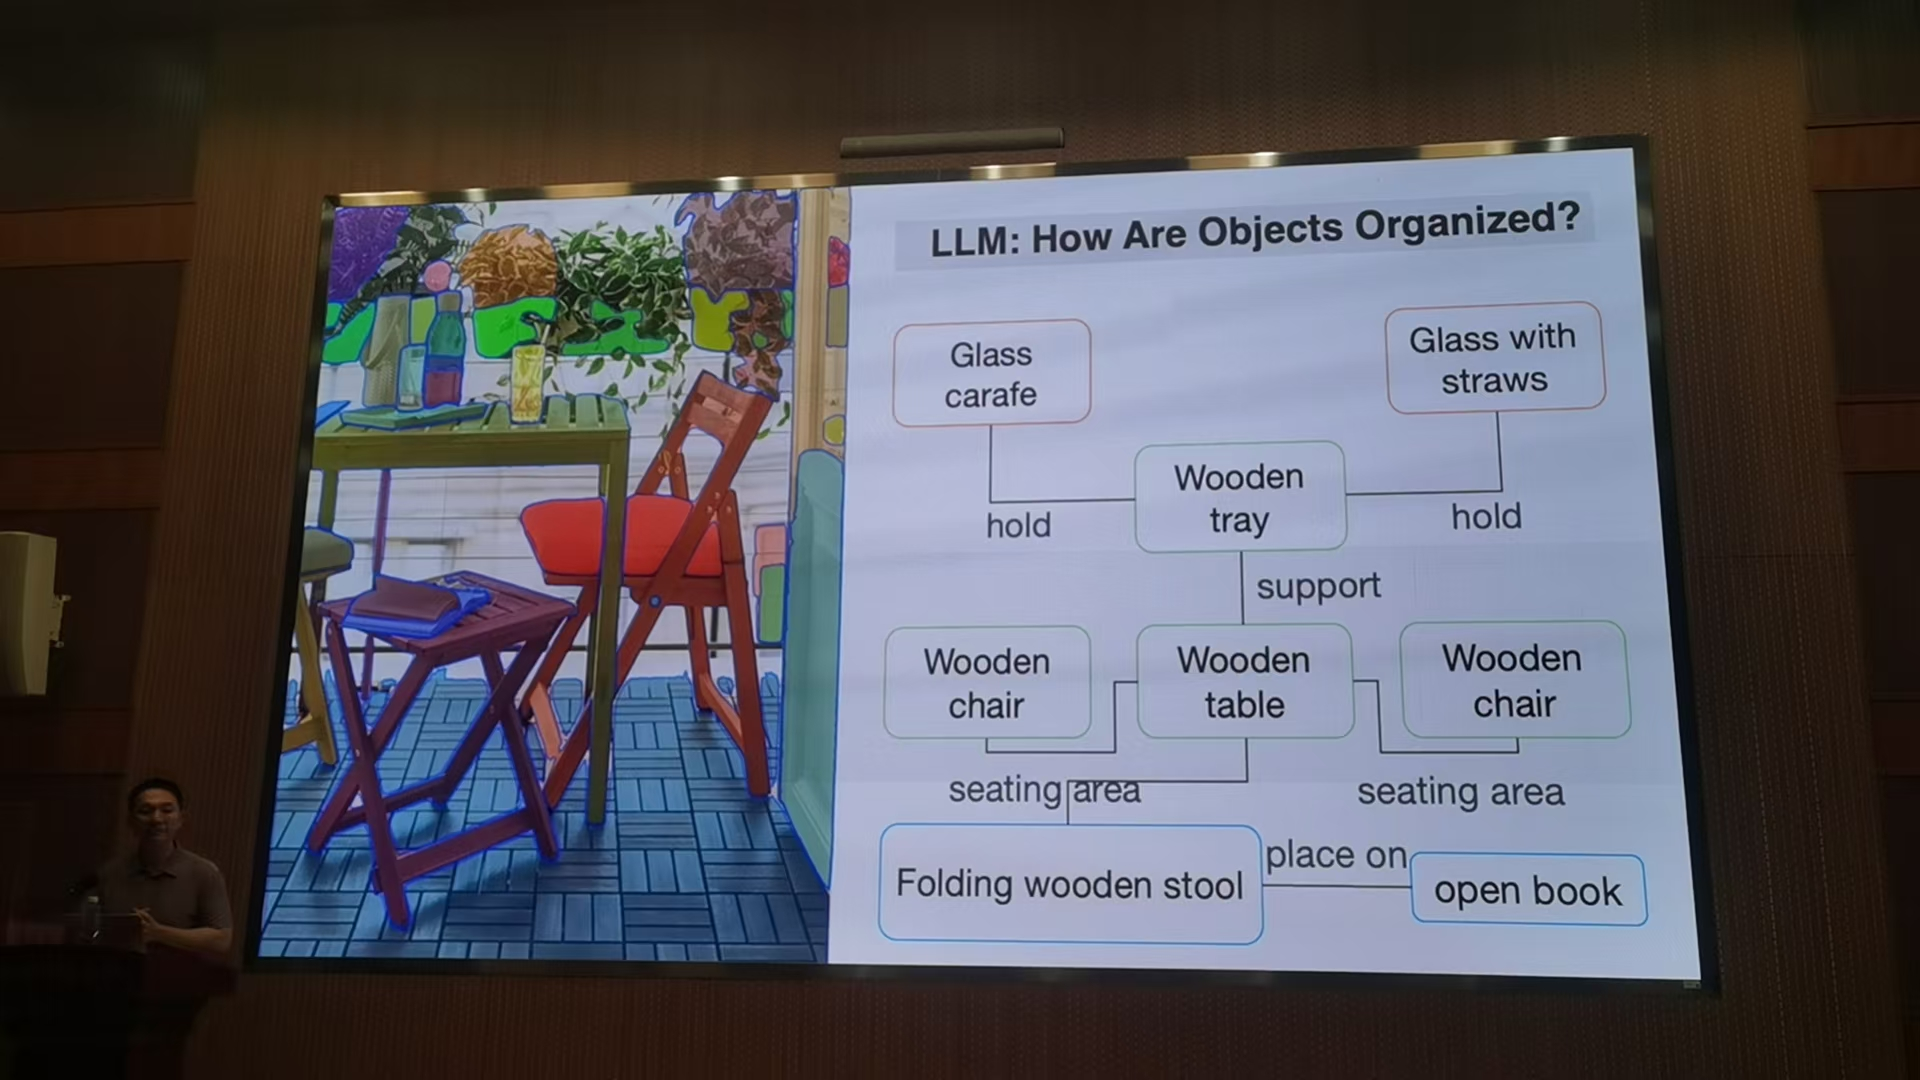 LLM: How Are Objects Organized?
Glass
carafe
Glass with
straws
Wooden
tray
hold
hold
support
Wooden
chair
Wooden
table
Wooden
chair
seating area
seating area
Folding wooden stool
place on
open book